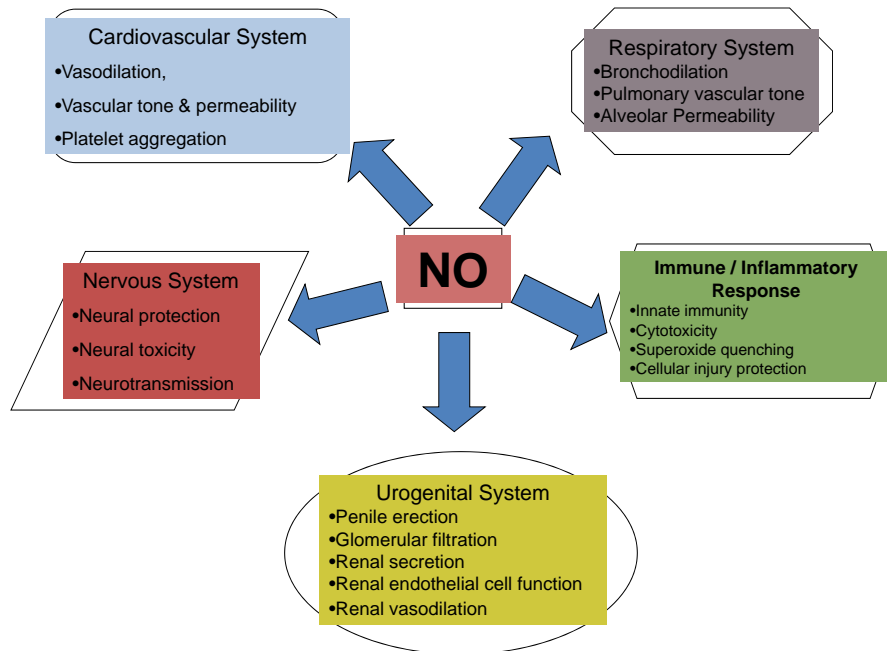 Cardiovascular System
•Vasodilation,
•Vascular tone & permeability
•Platelet aggregation
Respiratory System
•Bronchodilation
•Pulmonary vascular tone
•Alveolar Permeability
NO
Nervous System
•Neural protection
•Neural toxicity
•Neurotransmission
Immune / Inflammatory
Response
•Innate immunity
•Cytotoxicity
•Superoxide quenching
•Cellular injury protection
Urogenital System
•Penile erection
•Glomerular filtration
•Renal secretion
•Renal endothelial cell function
•Renal vasodilation